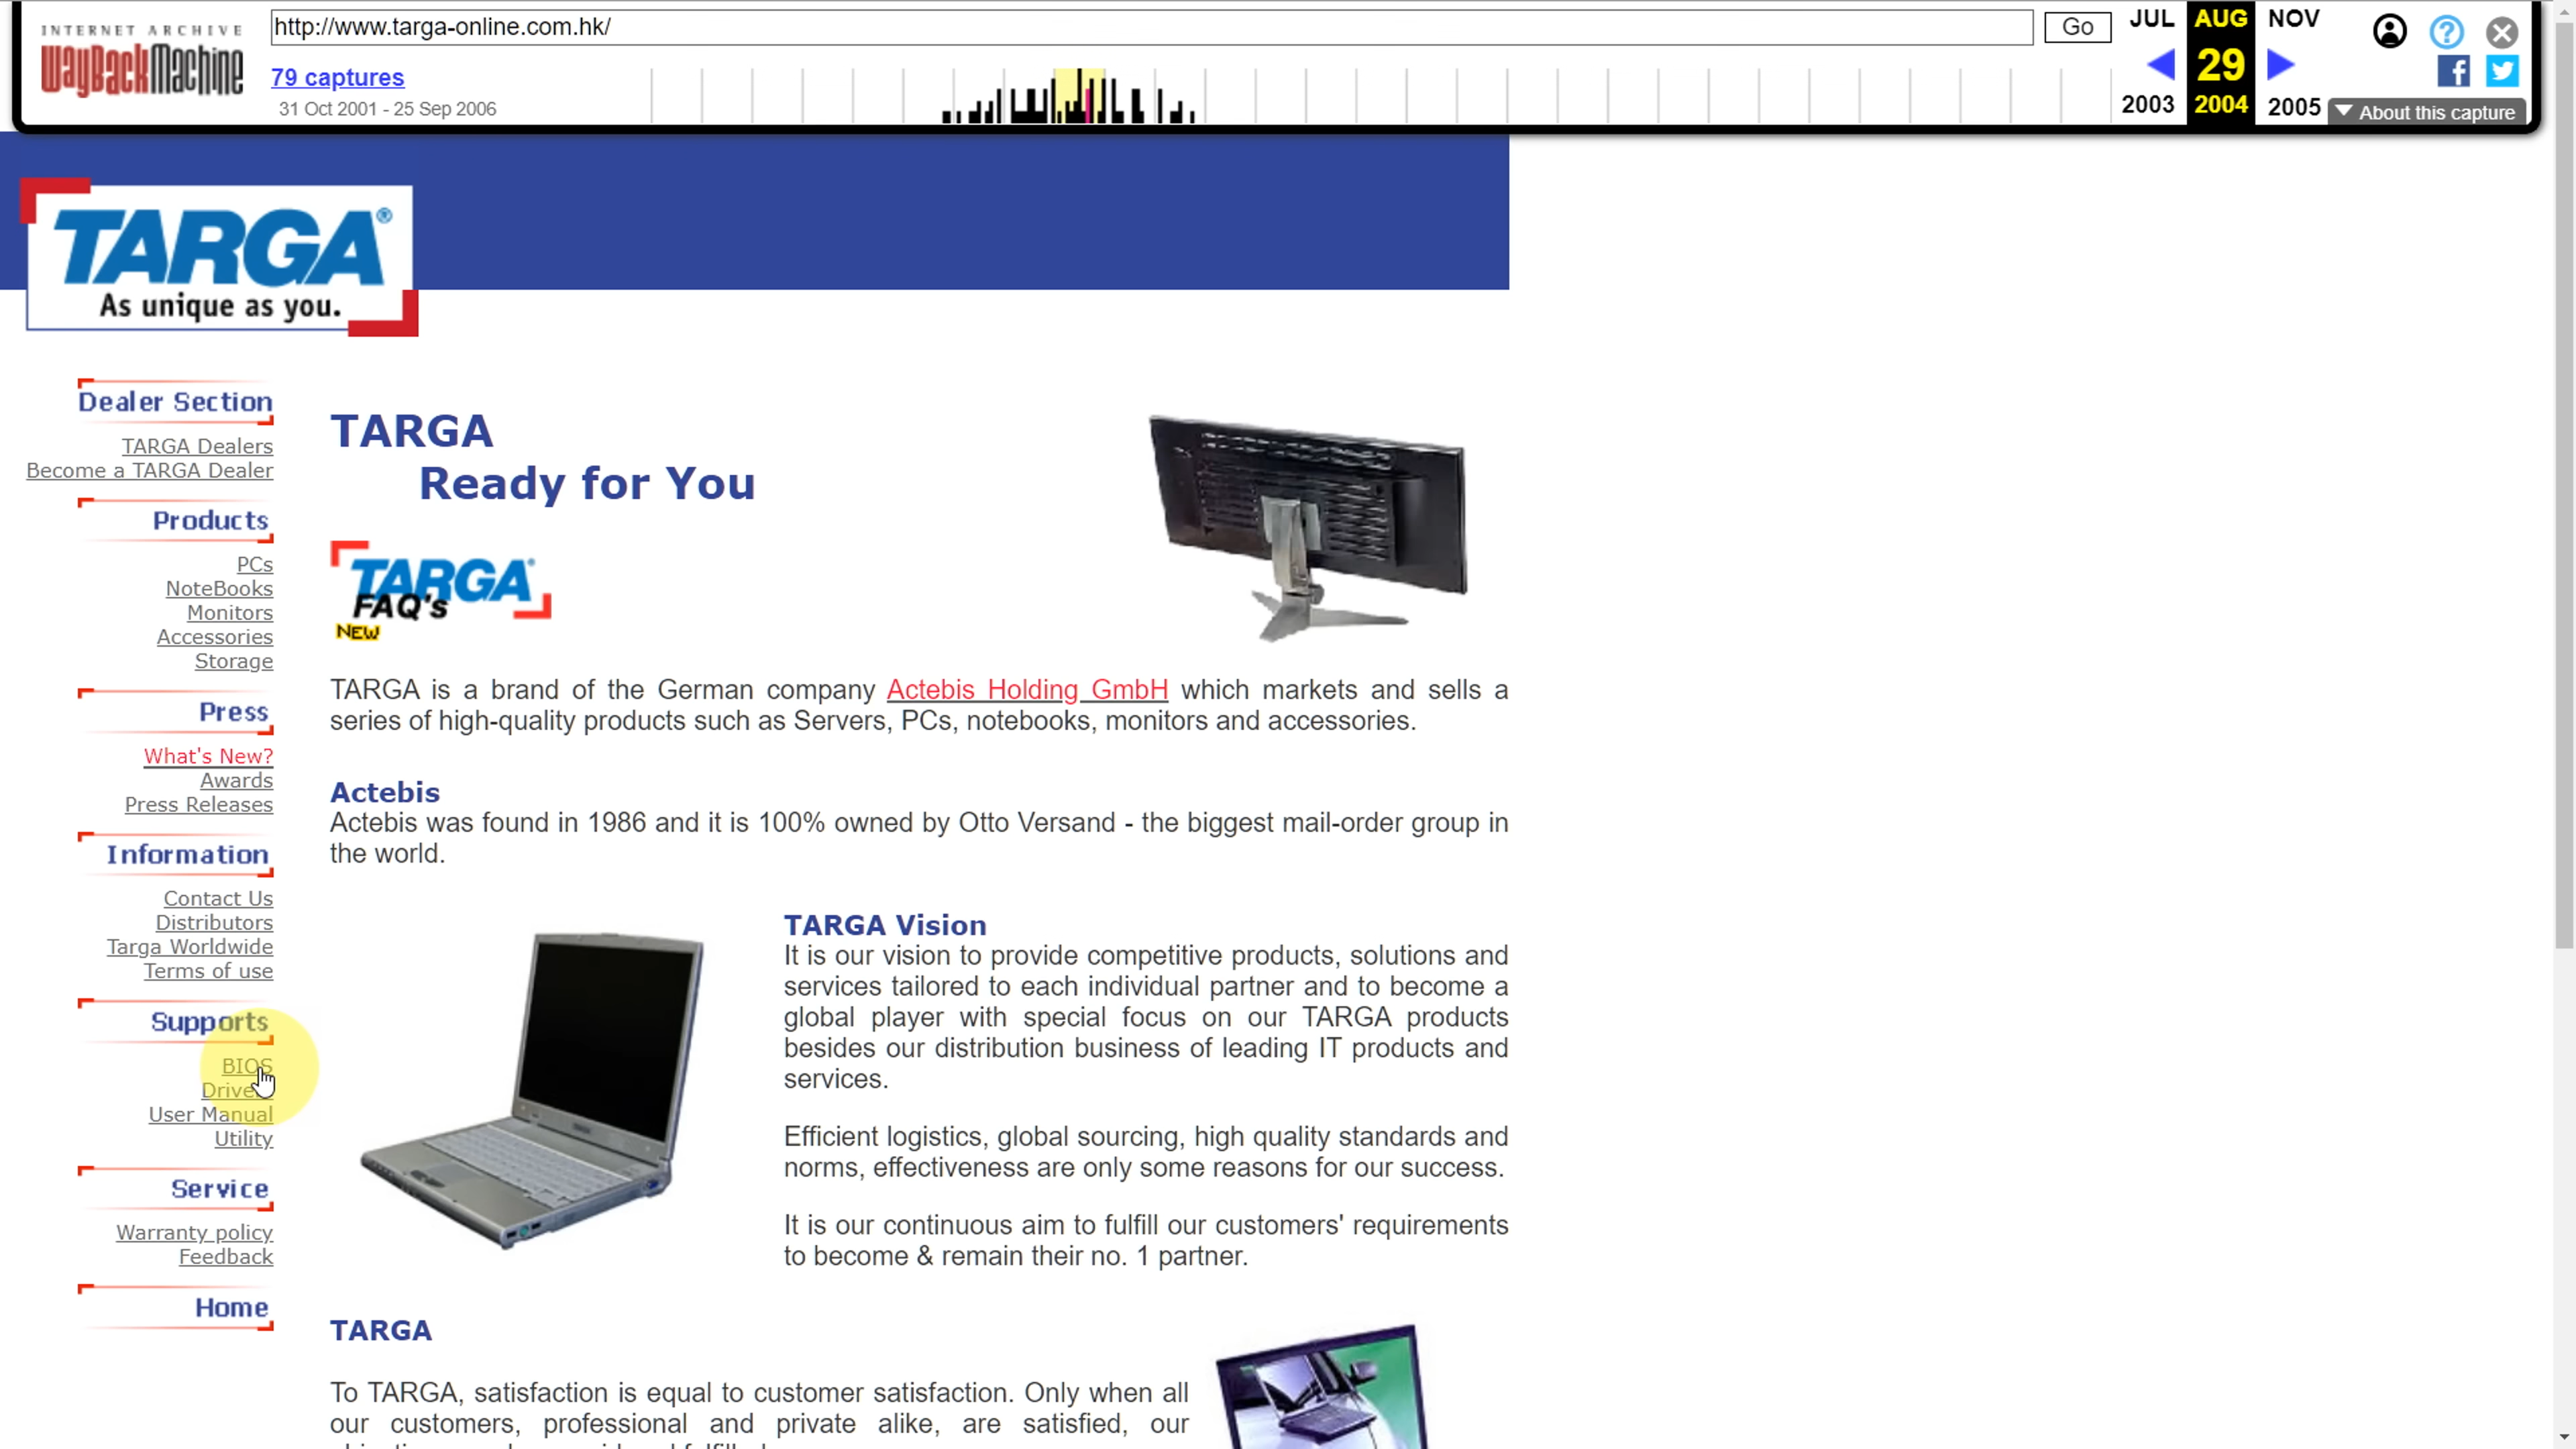 INTERNET ARCHIVE
WayBackMachine
http://www.targa-online.com.hk/
Go
79 captures
31 Oct 2001 - 25 Sep 2006
JUL AUG NOV
29
2003 2004 2005
f
About this capture
TARGA®
As unique as you.
Dealer Section
TARGA Dealers
Become a TARGA Dealer
Products
PCs
NoteBooks
Monitors
Accessories
Storage
Press
What's New?
Awards
Press Releases
Information
Contact Us
Distributors
Targa Worldwide
Terms of use
Supports
BIOS
User Manual
Utility
Service
Warranty policy
Feedback
Home
TARGA
Ready for You
TARGA
FAQ's
NEW
TARGA is a brand of the German company Actebis Holding GmbH which markets and sells a
series of high-quality products such as Servers, PCs, notebooks, monitors and accessories.
Actebis
Actebis was found in 1986 and it is 100% owned by Otto Versand - the biggest mail-order group in
the world.
TARGA Vision
It is our vision to provide competitive products, solutions and
services tailored to each individual partner and to become a
global player with special focus on our TARGA products
besides our distribution business of leading IT products and
services.
Efficient logistics, global sourcing, high quality standards and
norms, effectiveness are only some reasons for our success.
It is our continuous aim to fulfill our customers' requirements
to become & remain their no. 1 partner.
TARGA
To TARGA, satisfaction is equal to customer satisfaction. Only when all
our customers, professional and private alike, are satisfied, our